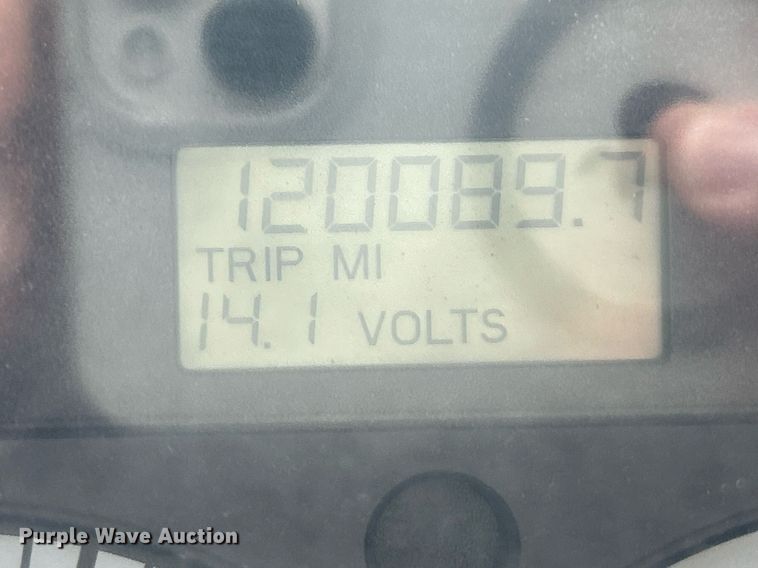 120089.7
TRIP MI
14.1 VOLTS
Purple Wave Auction